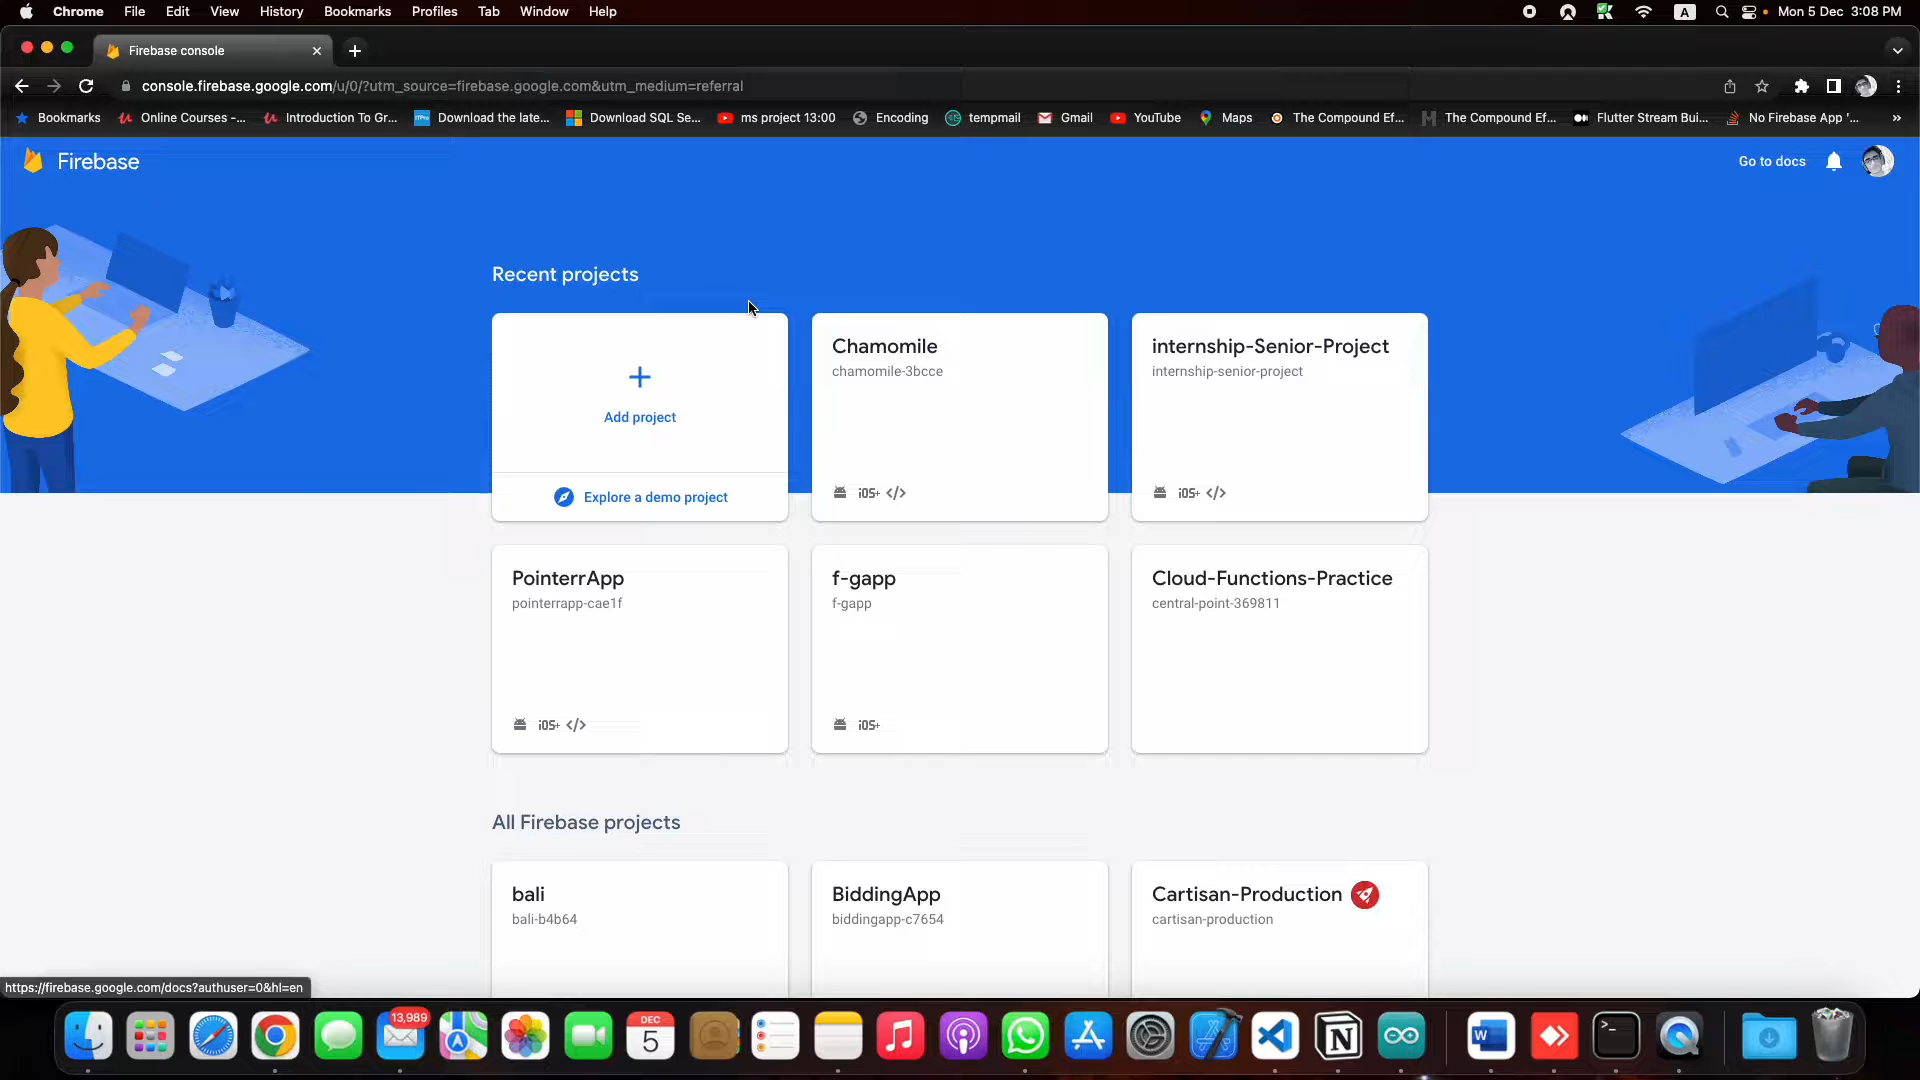 Chrome File Edit View History Bookmarks Profiles Tab Window Help A Mon 5 Dec 3:08 PM
Firebase console
console.firebase.google.com/u/0/?utm_source=firebase.google.com&utm_medium=referral
Bookmarks Online Courses -... Introduction To Gr... Download the late... Download SQL Se... ms project 13:00 Encoding tempmail Gmail YouTube Maps The Compound Ef... The Compound Ef... Flutter Stream Bui... No Firebase App '... »
Firebase Go to docs
Recent projects
Add project
Explore a demo project
Chamomile
chamomile-3bcce
iOS+ </>
internship-Senior-Project
internship-senior-project
iOS+ </>
PointerrApp
pointerrapp-cae1f
iOS+ </>
f-gapp
f-gapp
iOS+
Cloud-Functions-Practice
central-point-369811
All Firebase projects
bali
bali-b4b64
BiddingApp
biddingapp-c7654
Cartisan-Production
cartisan-production
https://firebase.google.com/docs?authuser=0&hl=en
13,989
DEC
5